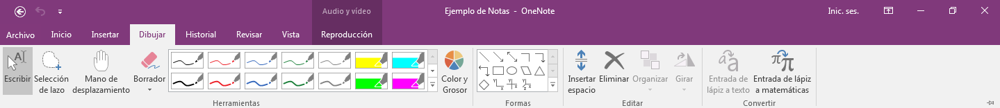 Audio y vídeo
Ejemplo de Notas - OneNote
Inic. ses.
Archivo Inicio Insertar Dibujar Historial Revisar Vista Reproducción
Escribir
Selección
de lazo
Mano de
desplazamiento
Borrador
Color y
Grosor
Insertar
espacio
Eliminar
Organizar
Girar
Entrada de
lápiz a texto
Entrada de lápiz
a matemáticas
Herramientas
Formas
Editar
Convertir